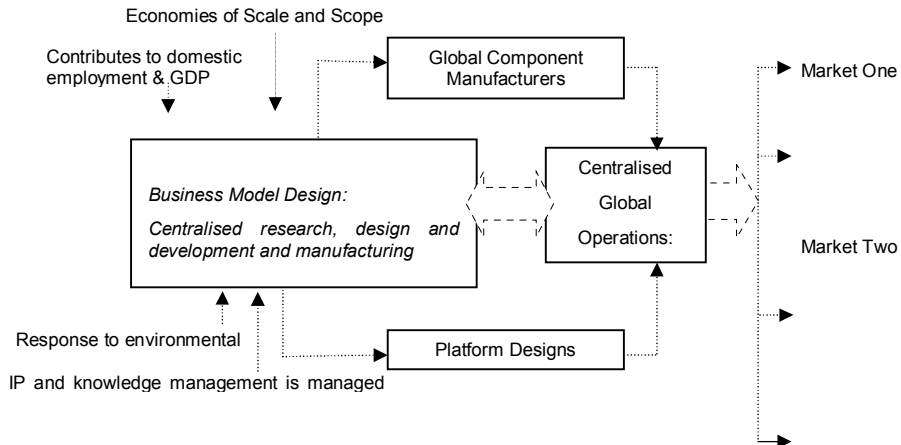 Economies of Scale and Scope
Contributes to domestic
employment & GDP
Global Component
Manufacturers
Market One
Business Model Design:
Centralised research, design and
development and manufacturing
Centralised
Global
Operations:
Market Two
Response to environmental
Platform Designs
IP and knowledge management is managed